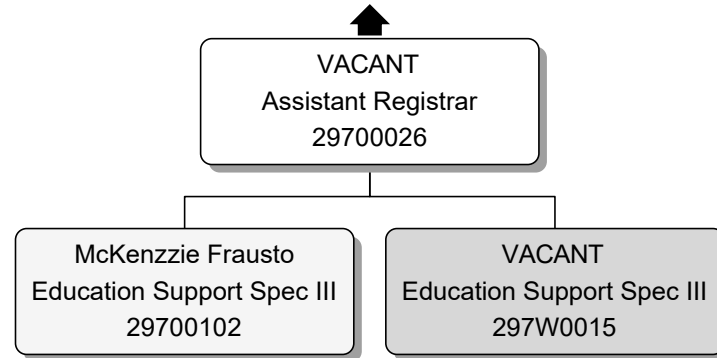 VACANT
Assistant Registrar
29700026
McKenzzie Frausto
Education Support Spec III
29700102
VACANT
Education Support Spec III
297W0015